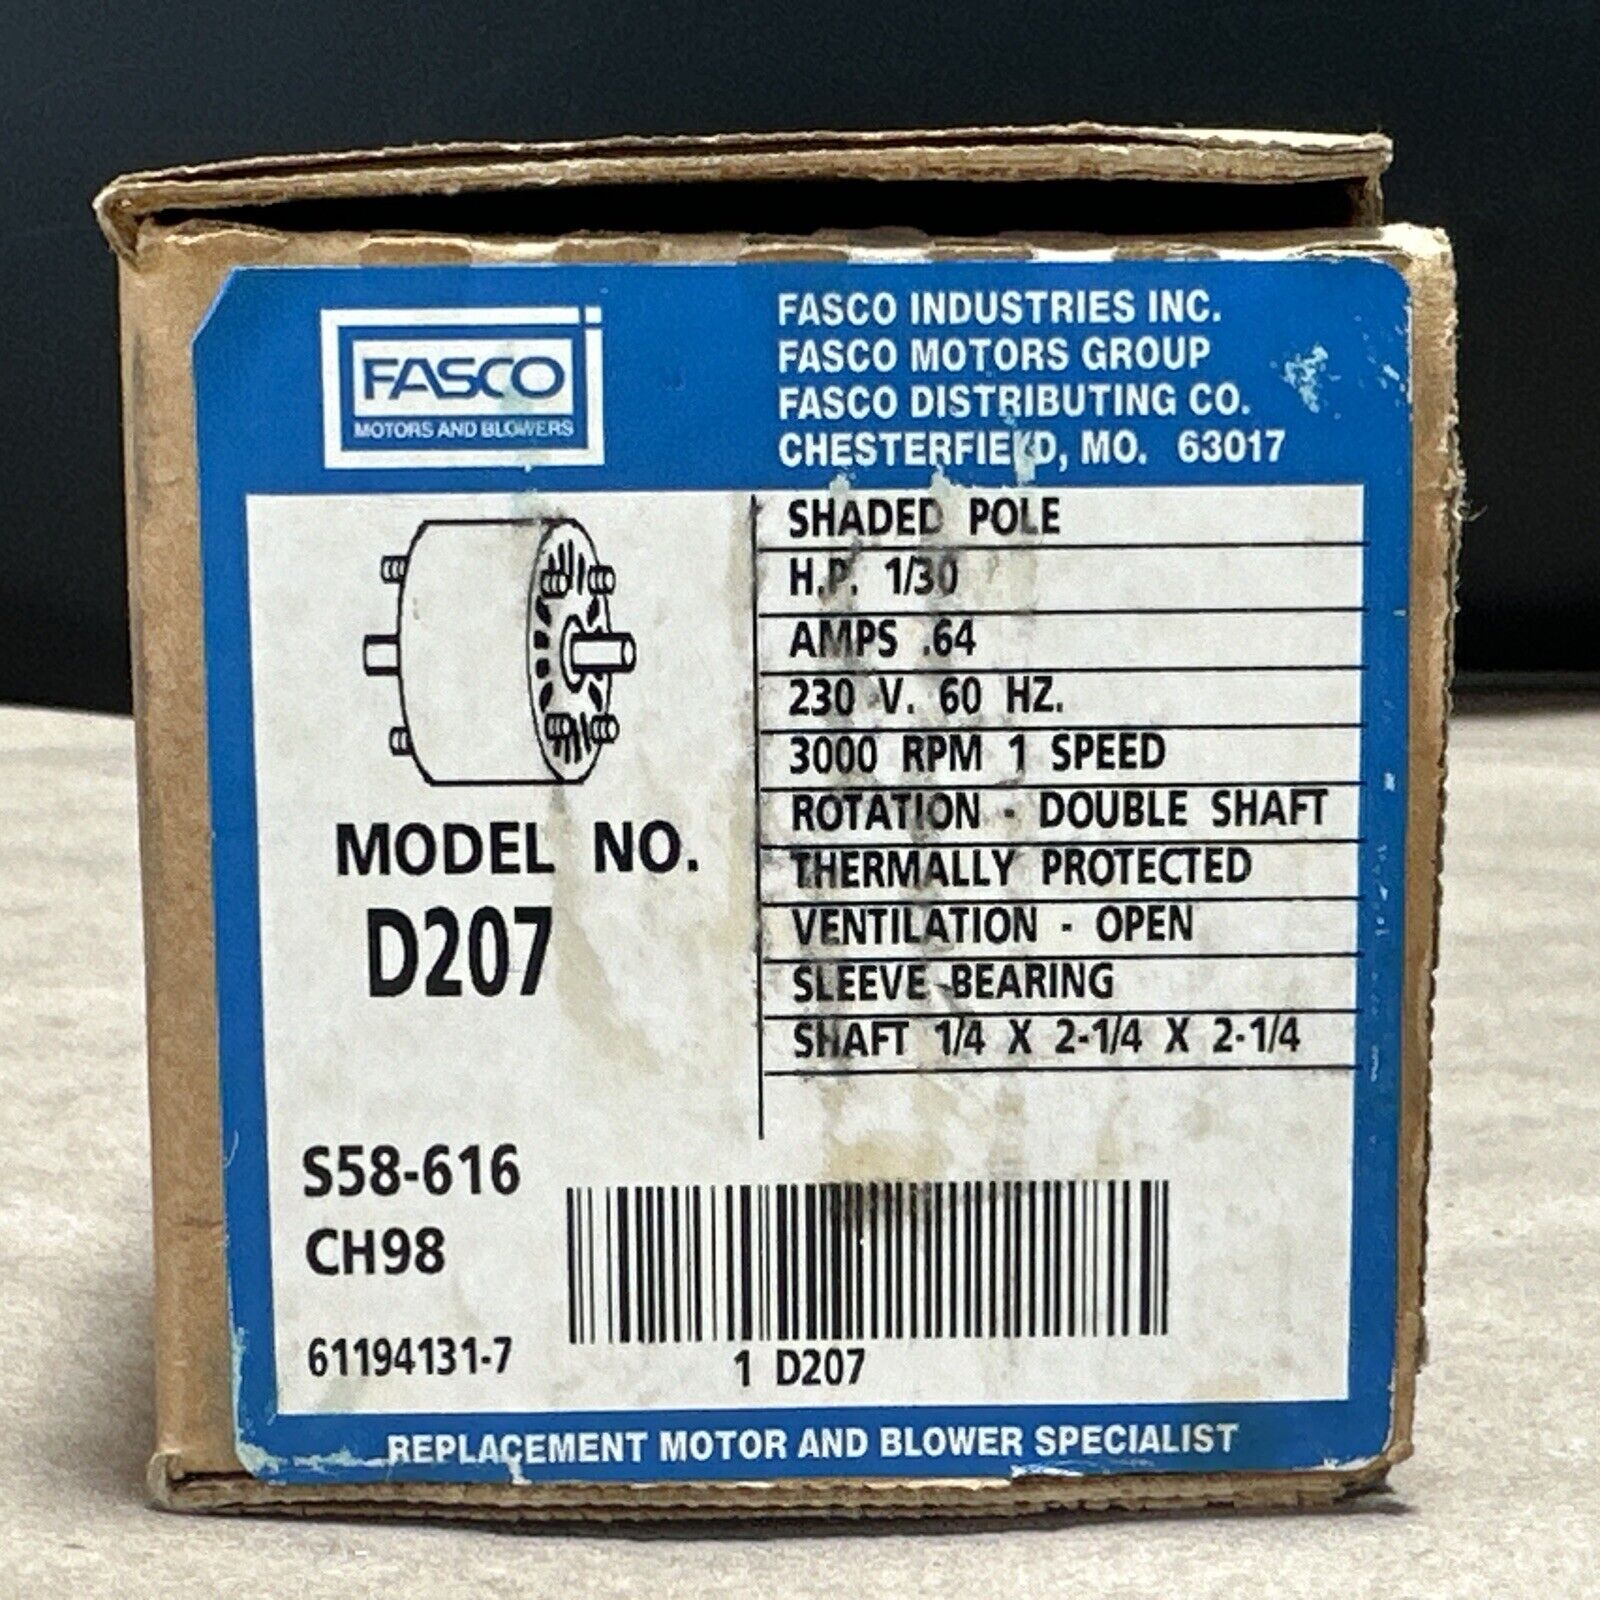 FASCO
MOTORS AND BLOWERS
FASCO INDUSTRIES INC.
FASCO MOTORS GROUP
FASCO DISTRIBUTING CO.
CHESTERFIELD, MO. 63017
SHADED POLE
H.P. 1/30
AMPS .64
230 V. 60 HZ.
3000 RPM 1 SPEED
ROTATION - DOUBLE SHAFT
THERMALLY PROTECTED
VENTILATION - OPEN
SLEEVE BEARING
SHAFT 1/4 X 2-1/4 X 2-1/4
MODEL NO.
D207
S58-616
CH98
61194131-7
1 D207
REPLACEMENT MOTOR AND BLOWER SPECIALIST